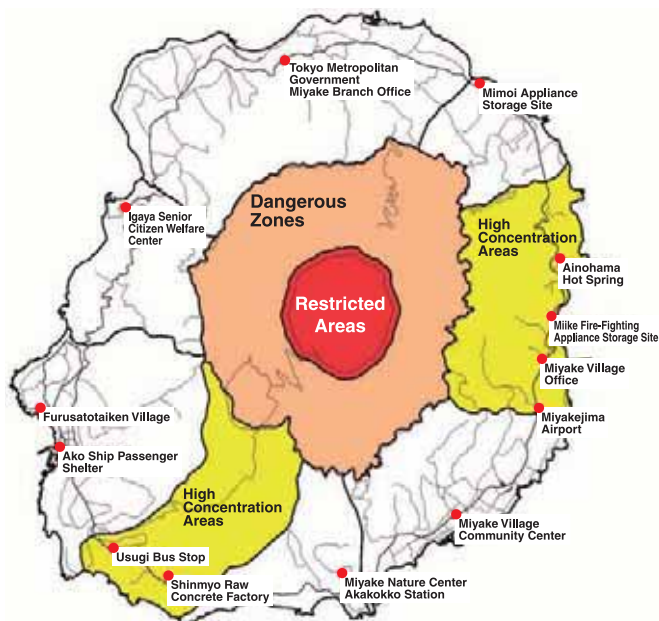 Tokyo Metropolitan
Government
Miyake Branch Office
Mimoi Appliance
Storage Site
Dangerous
Zones
Igaya Senior
Citizen Welfare
Center
High
Concentration
Areas
Ainohama
Hot Spring
Restricted
Areas
Miike Fire-Fighting
Appliance Storage Site
Miyake Village
Office
Furusatotaiken Village
Miyakejima
Airport
Ako Ship Passenger
Shelter
High
Concentration
Areas
Miyake Village
Community Center
Usugi Bus Stop
Shinmyo Raw
Concrete Factory
Miyake Nature Center
Akakokko Station